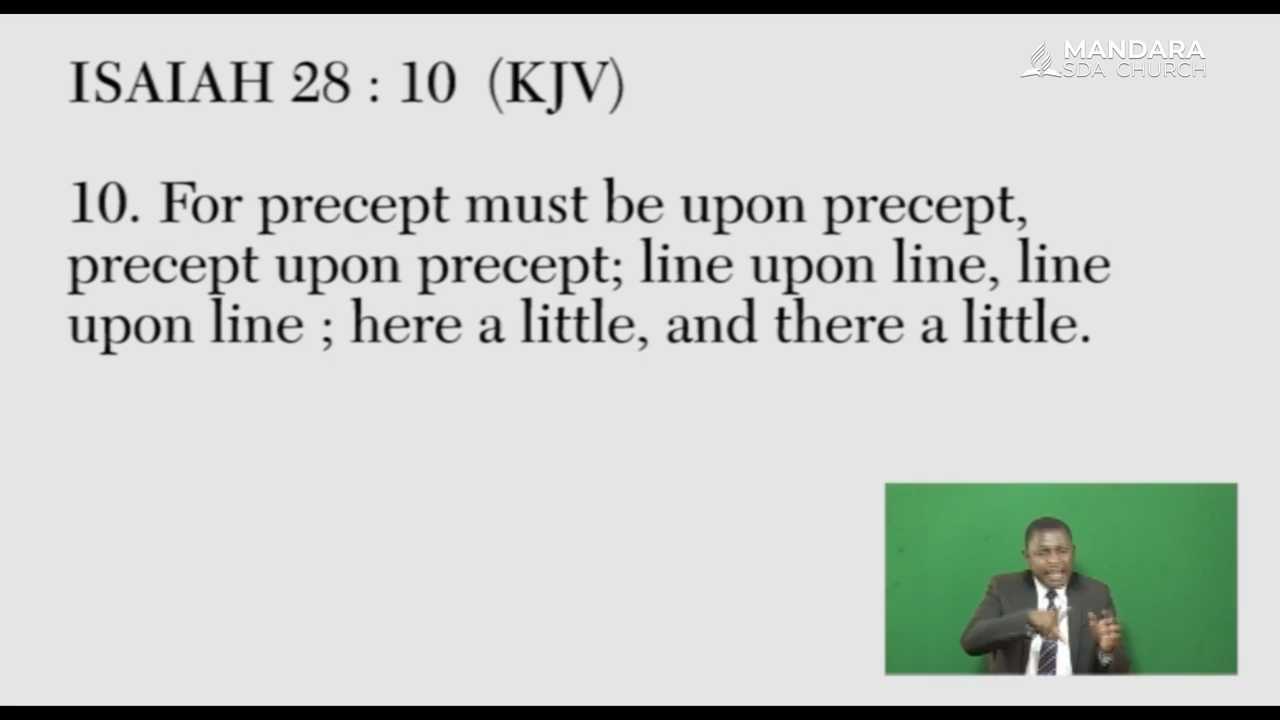 MANDARA
SDA CHURCH
ISAIAH 28 : 10 (KJV)
10. For precept must be upon precept,
precept upon precept; line upon line, line
upon line ; here a little, and there a little.